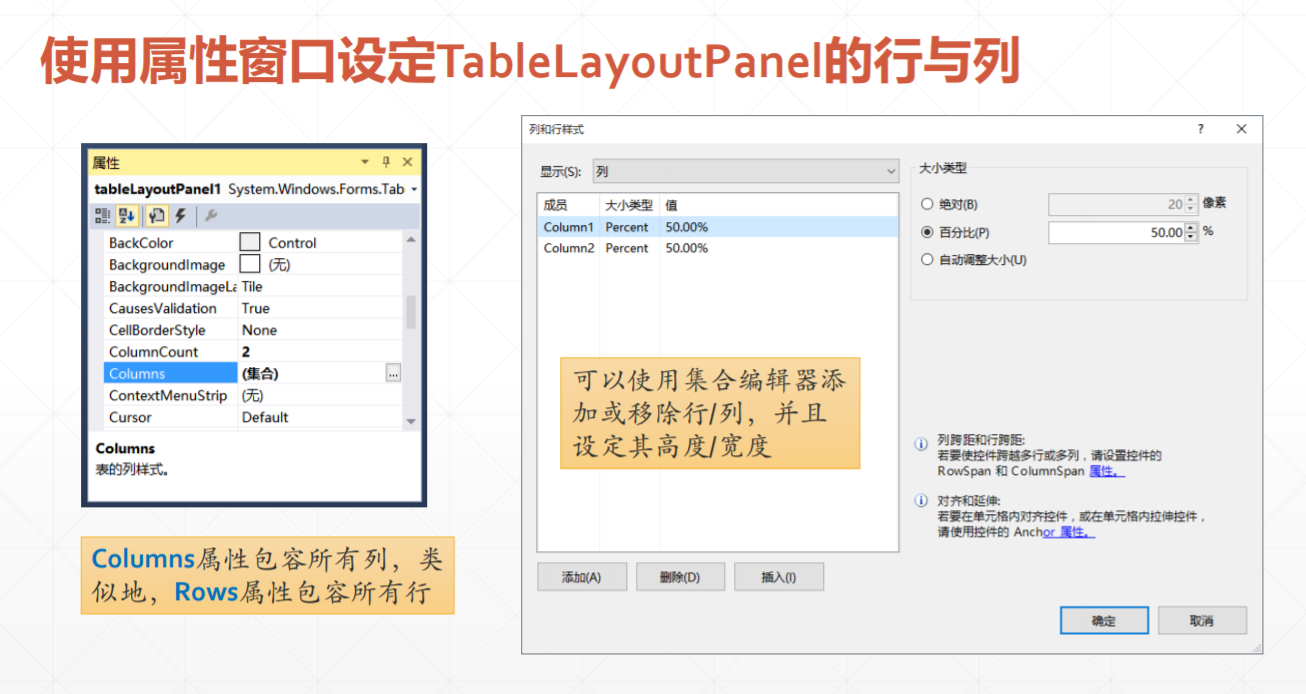 使用属性窗口设定TableLayoutPanel的行与列
属性
tableLayoutPanel1 System.Windows.Forms.Tab
BackColor Control
BackgroundImage (无)
BackgroundImageLa Tile
CausesValidation True
CellBorderStyle None
ColumnCount 2
Columns (集合) ...
ContextMenuStrip (无)
Cursor Default
Columns
表的列样式。
Columns属性包容所有列，类
似地，Rows属性包容所有行
列和行样式 ?
显示(S): 列
成员 大小类型 值
Column1 Percent 50.00%
Column2 Percent 50.00%
可以使用集合编辑器添
加或移除行/列，并且
设定其高度/宽度
添加(A) 删除(D) 插入(I)
大小类型
绝对(B) 20 像素
百分比(P) 50.00 %
自动调整大小(U)
列跨距和行跨距:
若要使控件跨越多行或多列，请设置控件的
RowSpan 和 ColumnSpan 属性。
对齐和延伸:
若要在单元格内对齐控件，或在单元格内拉伸控件，
请使用控件的 Anchor 属性。
确定 取消